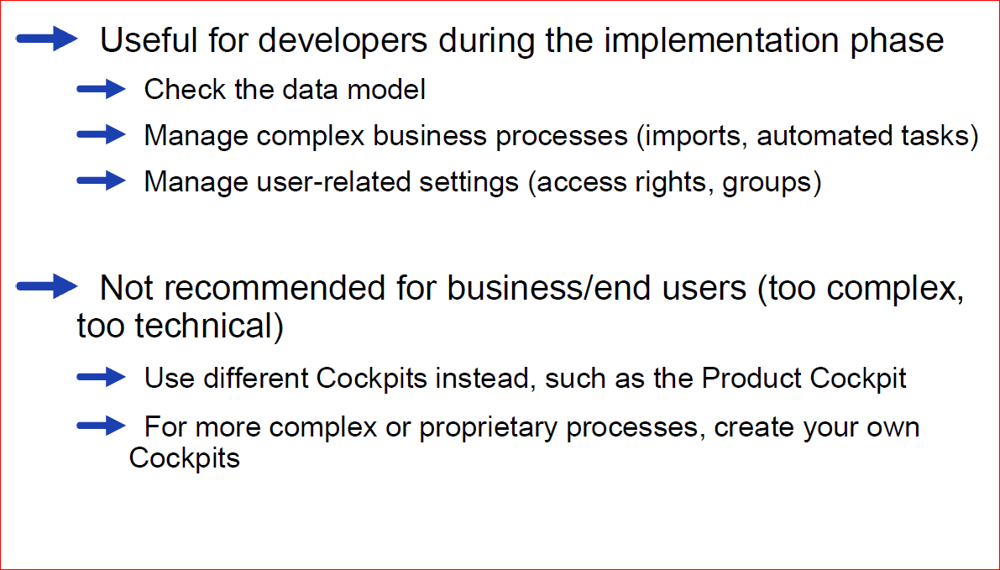 Useful for developers during the implementation phase
Check the data model
Manage complex business processes (imports, automated tasks)
Manage user-related settings (access rights, groups)
Not recommended for business/end users (too complex,
too technical)
Use different Cockpits instead, such as the Product Cockpit
For more complex or proprietary processes, create your own
Cockpits